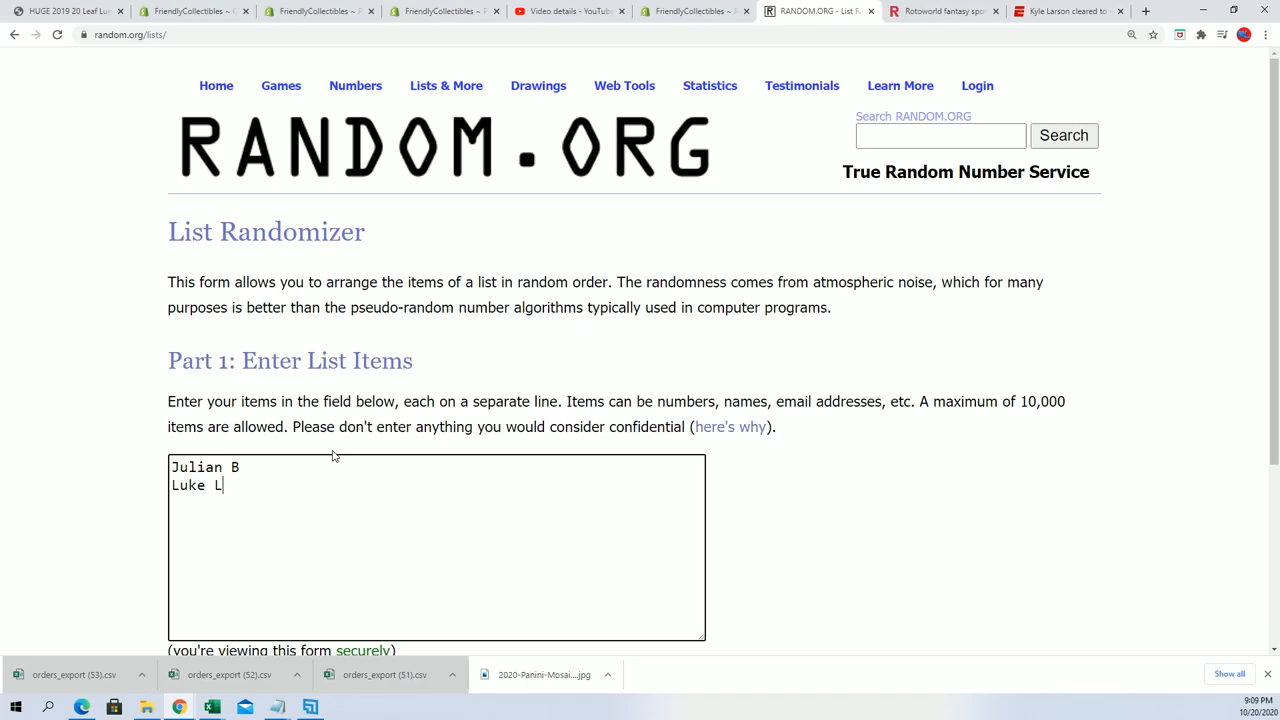 HUGE 2019 20 Leaf Lu
FriendlyCollectibles ~
FriendlyCollectibles ~
FriendlyCollectibles ~
Video details - YouTube
FriendlyCollectibles ~
RANDOM.ORG - List R
Rotoworld fantasy spo
Kyle Larson cleared to
random.org/lists/
Home Games Numbers Lists & More Drawings Web Tools Statistics Testimonials Learn More Login
RANDOM.ORG
Search RANDOM.ORG
Search
True Random Number Service
List Randomizer
This form allows you to arrange the items of a list in random order. The randomness comes from atmospheric noise, which for many
purposes is better than the pseudo-random number algorithms typically used in computer programs.
Part 1: Enter List Items
Enter your items in the field below, each on a separate line. Items can be numbers, names, email addresses, etc. A maximum of 10,000
items are allowed. Please don't enter anything you would consider confidential (here's why).
Julian B
Luke L
(you're viewing this form securely)
orders_export (53).csv
orders_export (52).csv
orders_export (51).csv
2020-Panini-Mosai....jpg
Show all
9:09 PM
10/20/2020